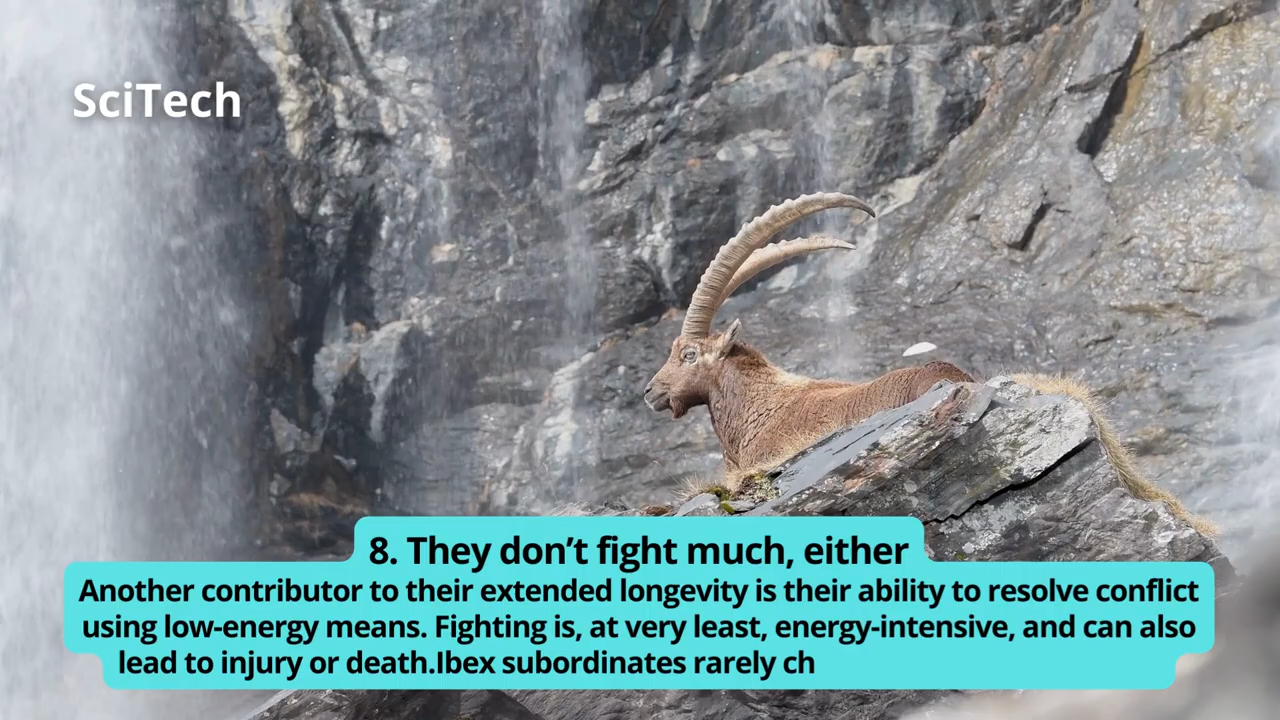 SciTech
8. They don’t fight much, either
Another contributor to their extended longevity is their ability to resolve conflict
using low-energy means. Fighting is, at very least, energy-intensive, and can also
lead to injury or death.Ibex subordinates rarely ch